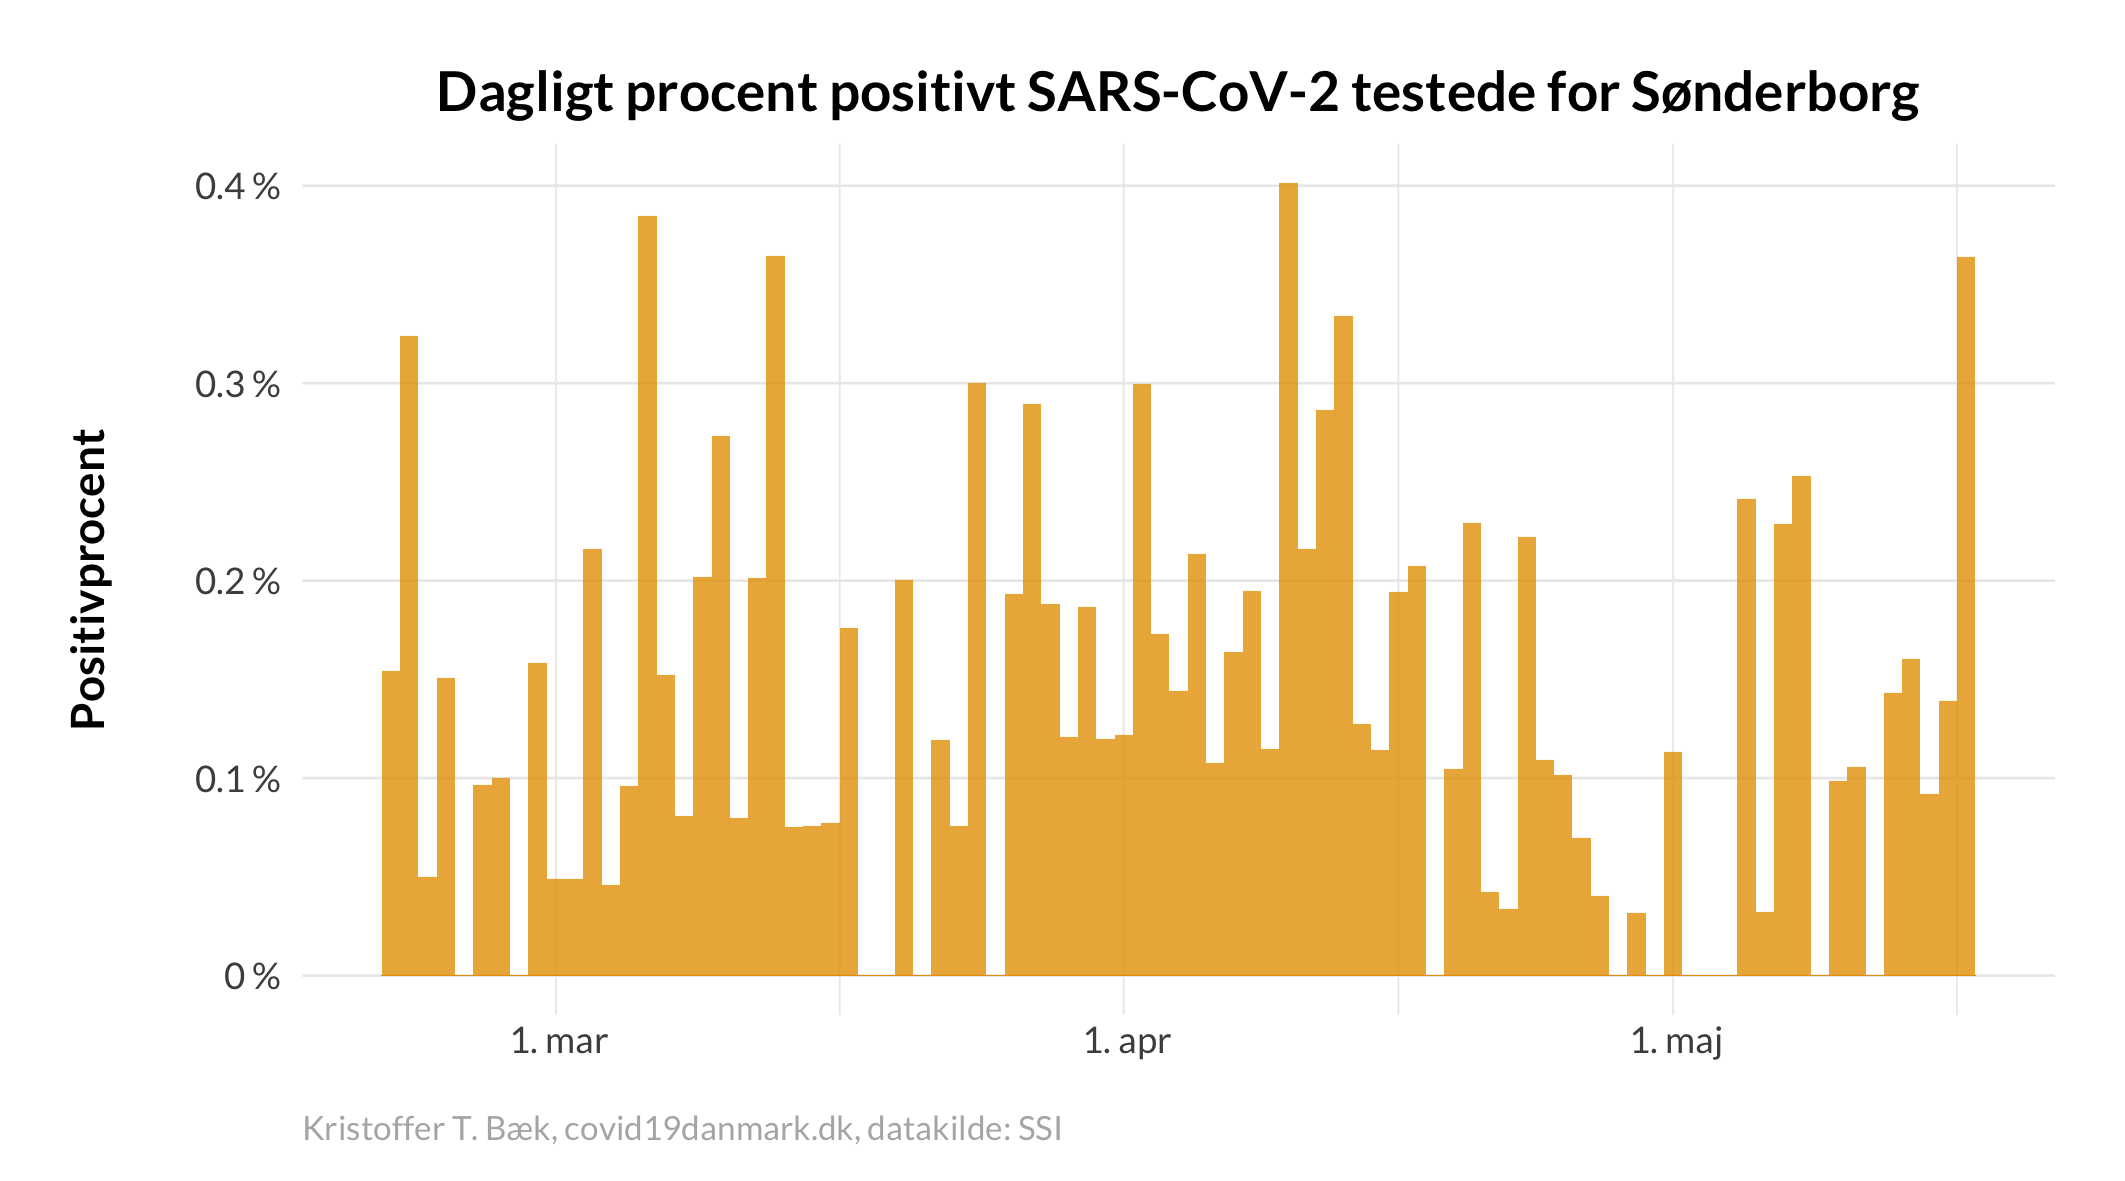 Dagligt procent positivt SARS-CoV-2 testede for Sønderborg
Positivprocent
0.4 %
0.3 %
0.2 %
0.1 %
0 %
1. mar
1. apr
1. maj
Kristoffer T. Bæk, covid19danmark.dk, datakilde: SSI